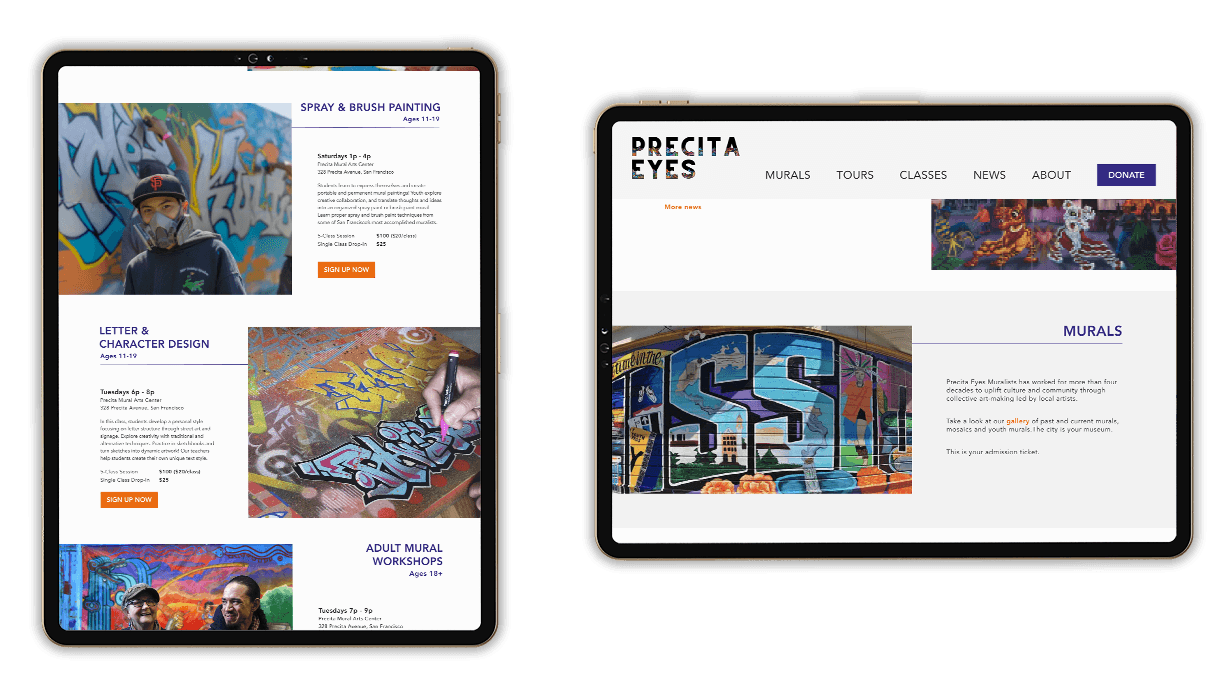 SPRAY & BRUSH PAINTING
Ages 11-19
Saturdays 1p - 4p
Precita Mural Arts Center
328 Precita Avenue, San Francisco
Students learn to express themselves and create
portable and permanent mural paintings! Youth explore
creative collaboration, and translate thoughts and ideas
into an organized spray paint or brush paint mural.
Learn proper spray and brush paint techniques from
some of San Francisco's most accomplished muralists.
5-Class Session $100 ($20/class)
Single Class Drop-in $25
SIGN UP NOW
LETTER &
CHARACTER DESIGN
Ages 11-19
Tuesdays 6p - 8p
Precita Mural Arts Center
328 Precita Avenue, San Francisco
In this class, students develop a personal style
focusing on letter structure through street art and
signage. Explore creativity with traditional and
alternative techniques. Practice in sketchbooks and
turn sketches into dynamic artwork! Our teachers
help students create their own unique text style.
5-Class Session $100 ($20/class)
Single Class Drop-in $25
SIGN UP NOW
ADULT MURAL
WORKSHOPS
Ages 18+
Tuesdays 7p - 9p
Precita Mural Arts Center
328 Precita Avenue, San Francisco
PRECITA
EYES
MURALS TOURS CLASSES NEWS ABOUT DONATE
More news
MURALS
Precita Eyes Muralists has worked for more than four
decades to uplift culture and community through
collective art-making led by local artists.
Take a look at our gallery of past and current murals,
mosaics and youth murals.The city is your museum.
This is your admission ticket.